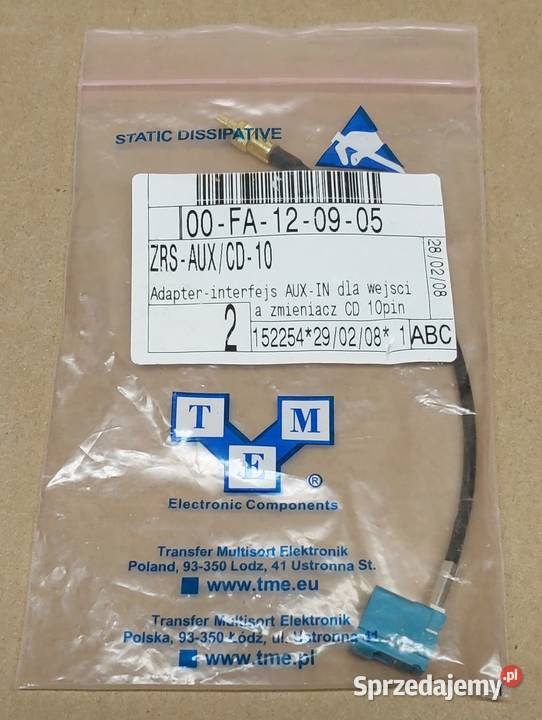 STATIC DISSIPATIVE
00-FA-12-09-05
ZRS-AUX/CD-10
28/02/08
Adapter-interfejs AUX-IN dla wejsci
a zmieniacz CD 10pin
2
152254*29/02/08* 1
ABC
T M
E ®
Electronic Components
Transfer Multisort Elektronik
Poland, 93-350 Lodz, 41 Ustronna St.
www.tme.eu
Transfer Multisort Elektronik
Polska, 93-350 Łódź, ul. Ustronna 41
www.tme.pl
Sprzedajemy.pl